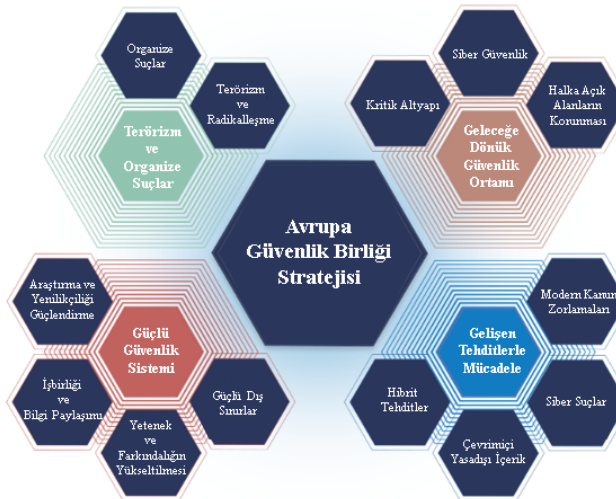 Organize
Suçlar
Terörizm
ve
Radikalleşme
Terörizm
ve
Organize
Suçlar
Siber Güvenlik
Kritik Altyapı
Halka Açık
Alanların
Korunması
Geleceğe
Dönük
Güvenlik
Ortamı
Avrupa
Güvenlik Birliği
Stratejisi
Araştırma ve
Yenilikçiliği
Güçlendirme
Güçlü
Güvenlik
Sistemi
İşbirliği
ve
Bilgi Paylaşımı
Yetenek
ve
Farkındalığın
Yükseltilmesi
Güçlü Dış
Sınırlar
Modern Kanun
Zorlamaları
Gelişen
Tehditlerle
Mücadele
Hibrit
Tehditler
Siber Suçlar
Çevrimiçi
Yasadışı İçerik